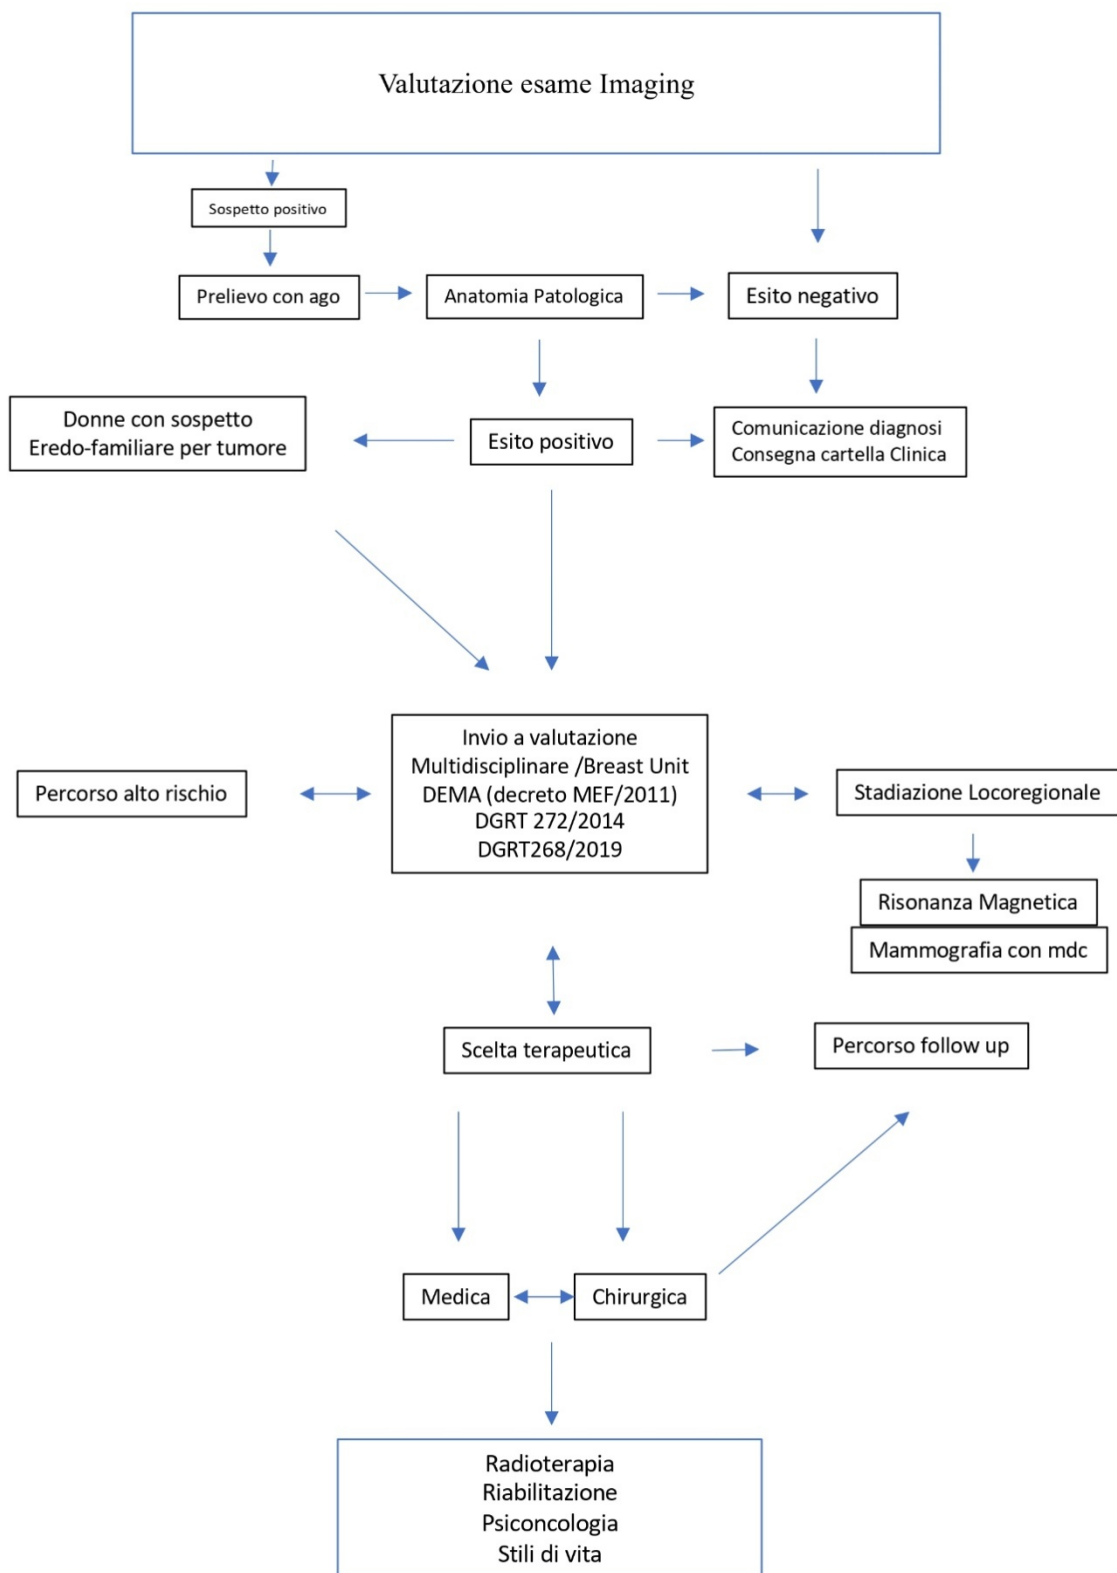 Valutazione esame Imaging
Sospetto positivo
Prelievo con ago
Anatomia Patologica
Esito negativo
Donne con sospetto
Eredo-familiare per tumore
Esito positivo
Comunicazione diagnosi
Consegna cartella Clinica
Invio a valutazione
Multidisciplinare /Breast Unit
DEMA (decreto MEF/2011)
DGRT 272/2014
DGRT268/2019
Percorso alto rischio
Stadiazione Locoregionale
Risonanza Magnetica
Mammografia con mdc
Scelta terapeutica
Percorso follow up
Medica
Chirurgica
Radioterapia
Riabilitazione
Psiconcologia
Stili di vita